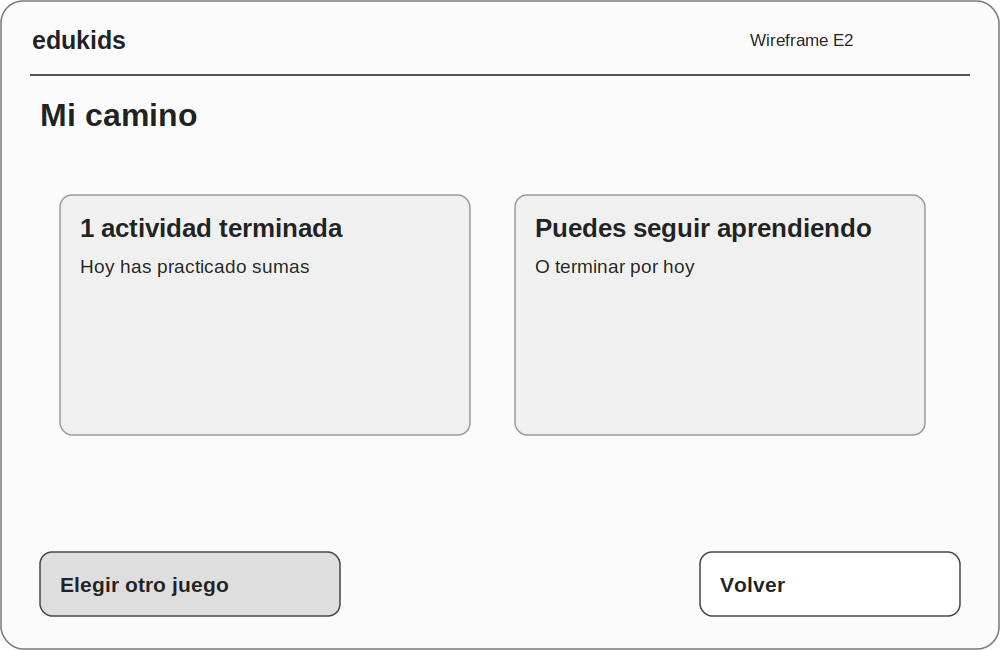 edukids
Wireframe E2
Mi camino
1 actividad terminada
Hoy has practicado sumas
Puedes seguir aprendiendo
O terminar por hoy
Elegir otro juego
Volver